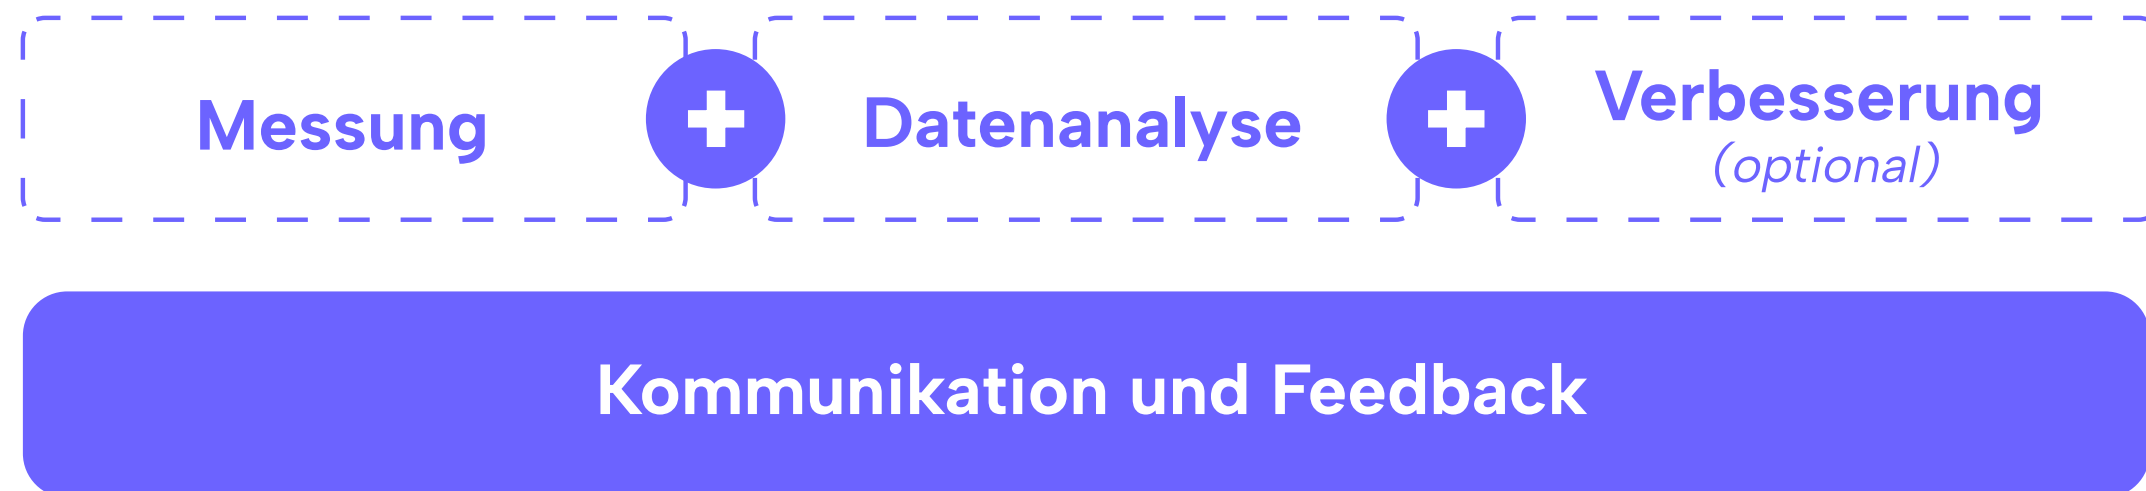 Messung
Datenanalyse
Verbesserung
(optional)
Kommunikation und Feedback